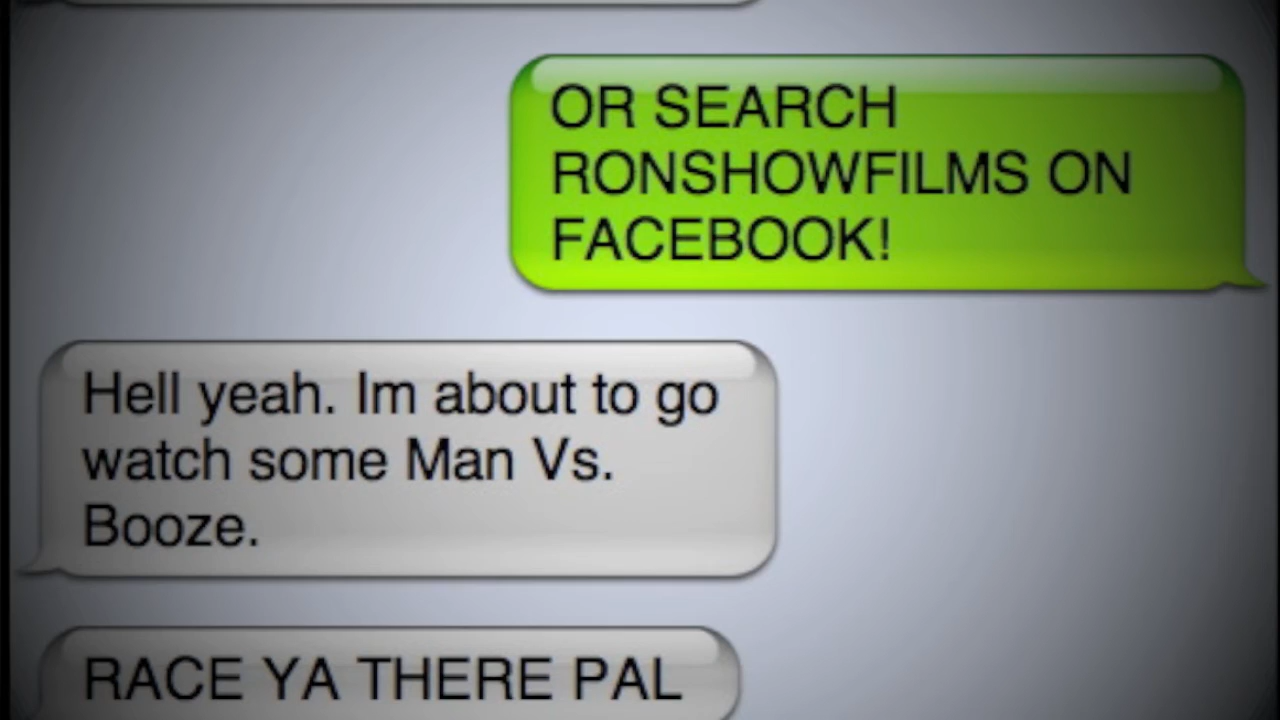 OR SEARCH
RONSHOWFILMS ON
FACEBOOK!
Hell yeah. Im about to go
watch some Man Vs.
Booze.
RACE YA THERE PAL